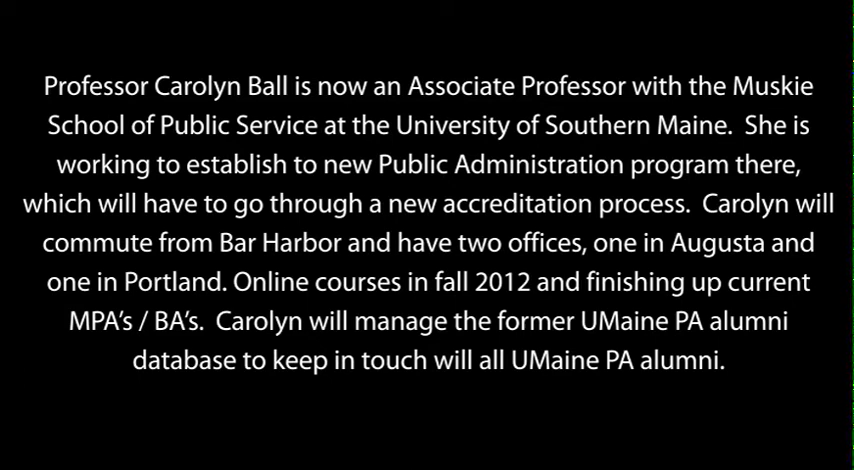 Professor Carolyn Ball is now an Associate Professor with the Muskie
School of Public Service at the University of Southern Maine.  She is
working to establish to new Public Administration program there,
which will have to go through a new accreditation process.  Carolyn will
commute from Bar Harbor and have two offices, one in Augusta and
one in Portland. Online courses in fall 2012 and finishing up current
MPA’s / BA’s.  Carolyn will manage the former UMaine PA alumni
database to keep in touch will all UMaine PA alumni.